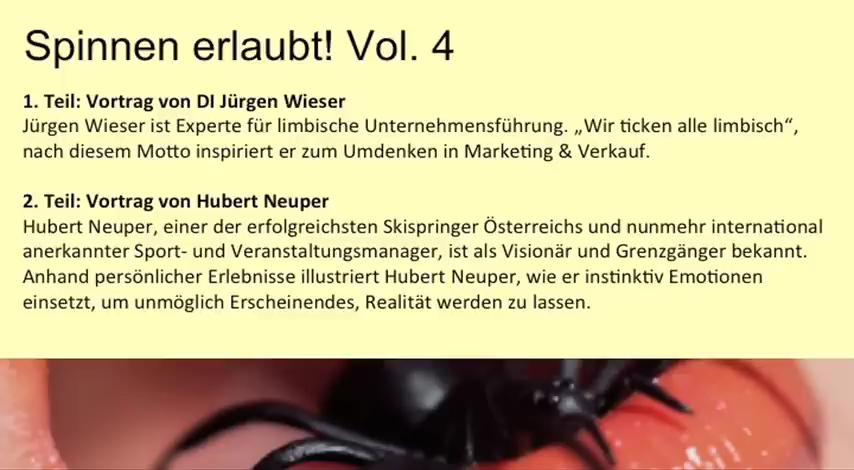 Spinnen erlaubt! Vol. 4
1. Teil: Vortrag von DI Jürgen Wieser
Jürgen Wieser ist Experte für limbische Unternehmensführung. „Wir ticken alle limbisch“,
nach diesem Motto inspiriert er zum Umdenken in Marketing & Verkauf.
2. Teil: Vortrag von Hubert Neuper
Hubert Neuper, einer der erfolgreichsten Skispringer Österreichs und nunmehr international
anerkannter Sport- und Veranstaltungsmanager, ist als Visionär und Grenzgänger bekannt.
Anhand persönlicher Erlebnisse illustriert Hubert Neuper, wie er instinktiv Emotionen
einsetzt, um unmöglich Erscheinendes, Realität werden zu lassen.